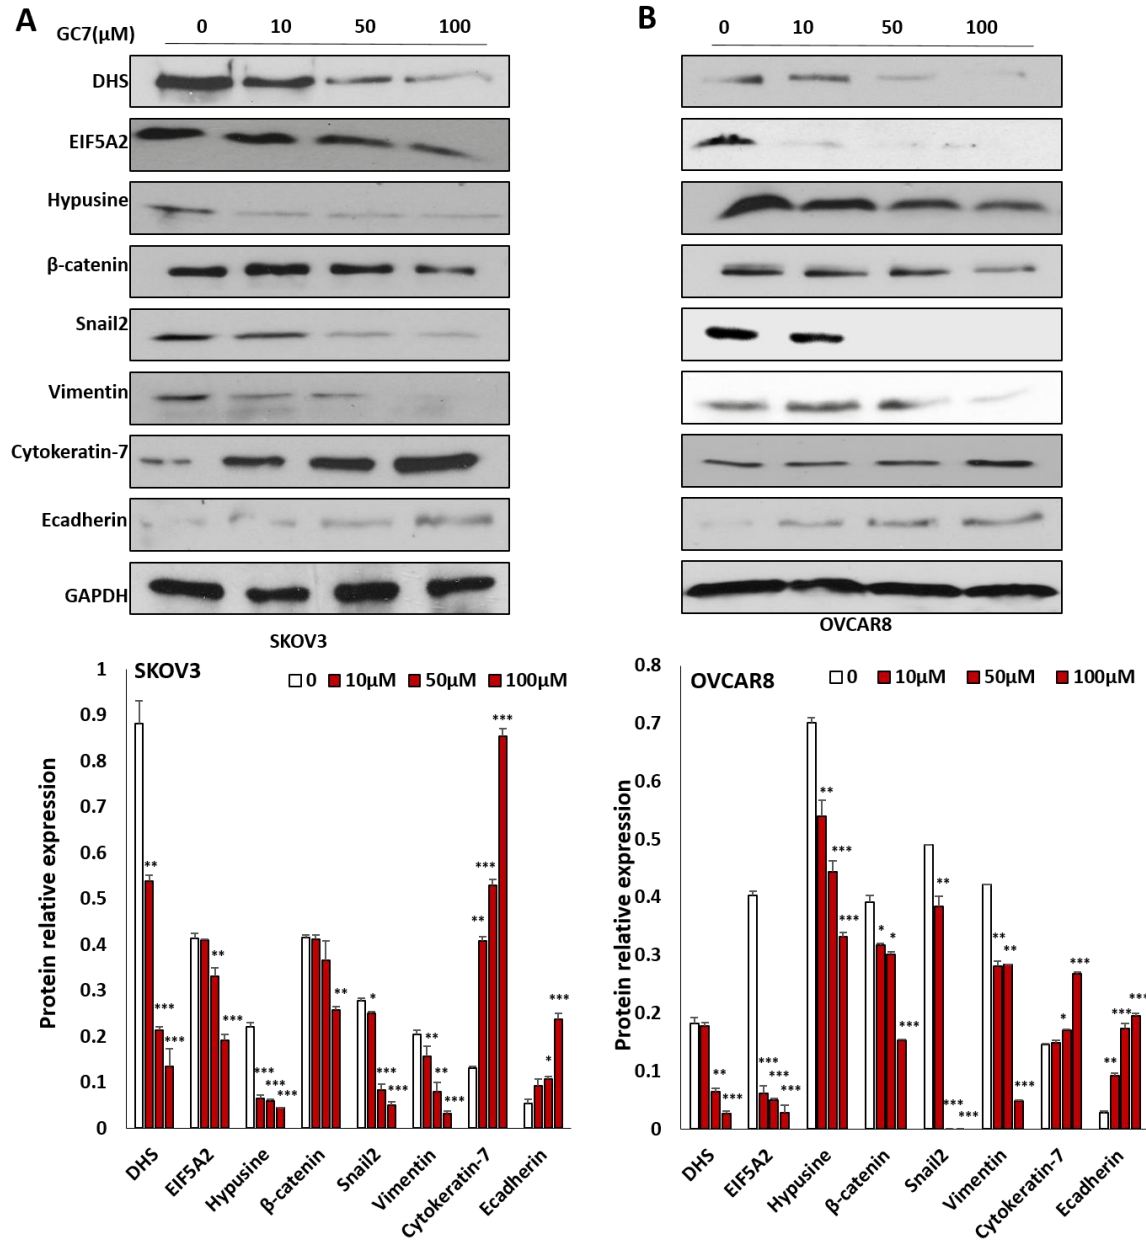 A
GC7(μM) 0 10 50 100
DHS
EIF5A2
Hypusine
β-catenin
Snail2
Vimentin
Cytokeratin-7
Ecadherin
GAPDH
SKOV3
B
0 10 50 100
OVCAR8
SKOV3
0 10μM 50μM 100μM
Protein relative expression
1
0.9
0.8
0.7
0.6
0.5
0.4
0.3
0.2
0.1
0
** *** ***
** ***
*** *** ***
**
* *** ***
** ** ***
** *** ***
* ***
DHS
EIF5A2
Hypusine
β-catenin
Snail2
Vimentin
Cytokeratin-7
Ecadherin
OVCAR8
0 10μM 50μM 100μM
Protein relative expression
0.8
0.7
0.6
0.5
0.4
0.3
0.2
0.1
0
** ***
*** *** ***
** *** ***
* * ***
** *** ***
** ** ***
* ***
** *** ***
DHS
EIF5A2
Hypusine
β-catenin
Snail2
Vimentin
Cytokeratin-7
Ecadherin